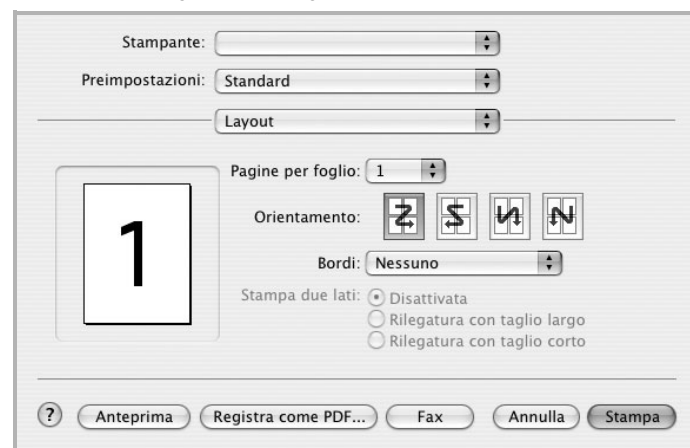 Stampante:
Preimpostazioni: Standard
Layout
Pagine per foglio: 1
1
Orientamento:
Bordi: Nessuno
Stampa due lati: Disattivata
Rilegatura con taglio largo
Rilegatura con taglio corto
? Anteprima Registra come PDF... Fax Annulla Stampa